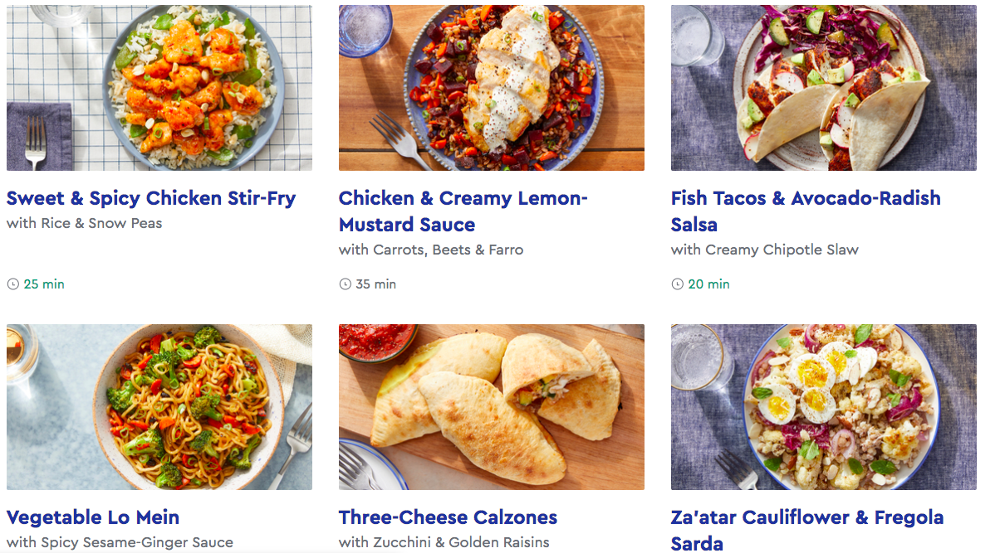 Sweet & Spicy Chicken Stir-Fry
with Rice & Snow Peas
25 min
Chicken & Creamy Lemon-
Mustard Sauce
with Carrots, Beets & Farro
35 min
Fish Tacos & Avocado-Radish
Salsa
with Creamy Chipotle Slaw
20 min
Vegetable Lo Mein
with Spicy Sesame-Ginger Sauce
Three-Cheese Calzones
with Zucchini & Golden Raisins
Za'atar Cauliflower & Fregola
Sarda